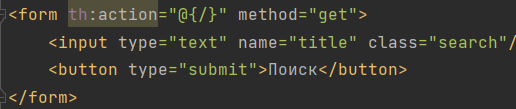 <form th:action="@{/}" method="get">
<input type="text" name="title" class="search"/
<button type="submit">Поиск</button>
</form>